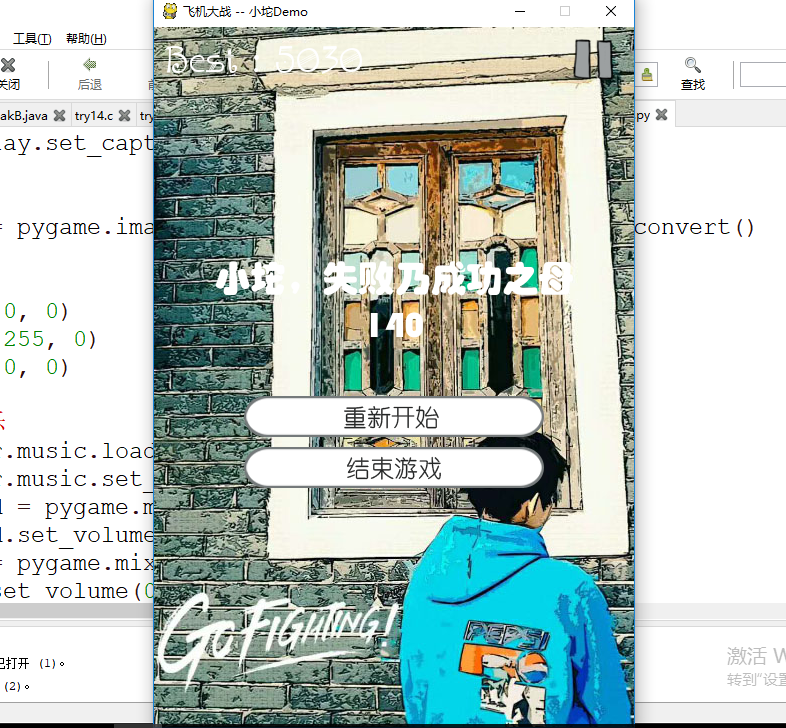 飞机大战 -- 小坨Demo
工具(T) 帮助(H)
Best : 5030
关闭 后退 查找
akB.java try14.c try py
lay.set_capt
= pygame.ima convert()
小坨，失败乃成功之母
0, 0)
140
255, 0)
0, 0)
重新开始
r.music.load
结束游戏
r.music.set_
d = pygame.m
d.set_volume
= pygame.mix
set_volume(0
GO FIGHTING!
已打开 (1)。
(2)。
激活 W
转到"设置